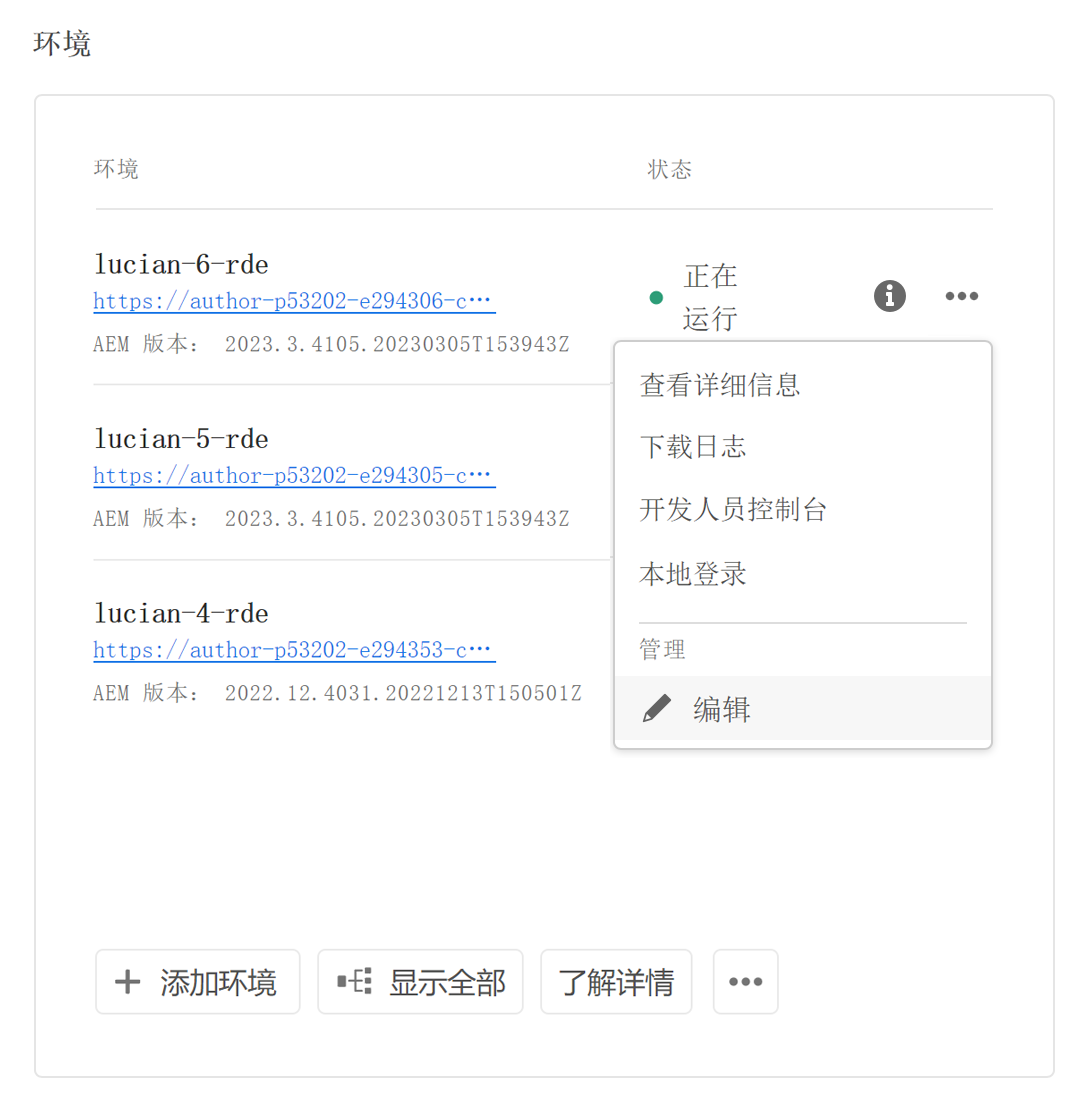 环境
环境
状态
lucian-6-rde
https://author-p53202-e294306-c…
AEM 版本： 2023.3.4105.20230305T153943Z
正在
运行
lucian-5-rde
https://author-p53202-e294305-c…
AEM 版本： 2023.3.4105.20230305T153943Z
lucian-4-rde
https://author-p53202-e294353-c…
AEM 版本： 2022.12.4031.20221213T150501Z
查看详细信息
下载日志
开发人员控制台
本地登录
管理
编辑
添加环境
显示全部
了解详情